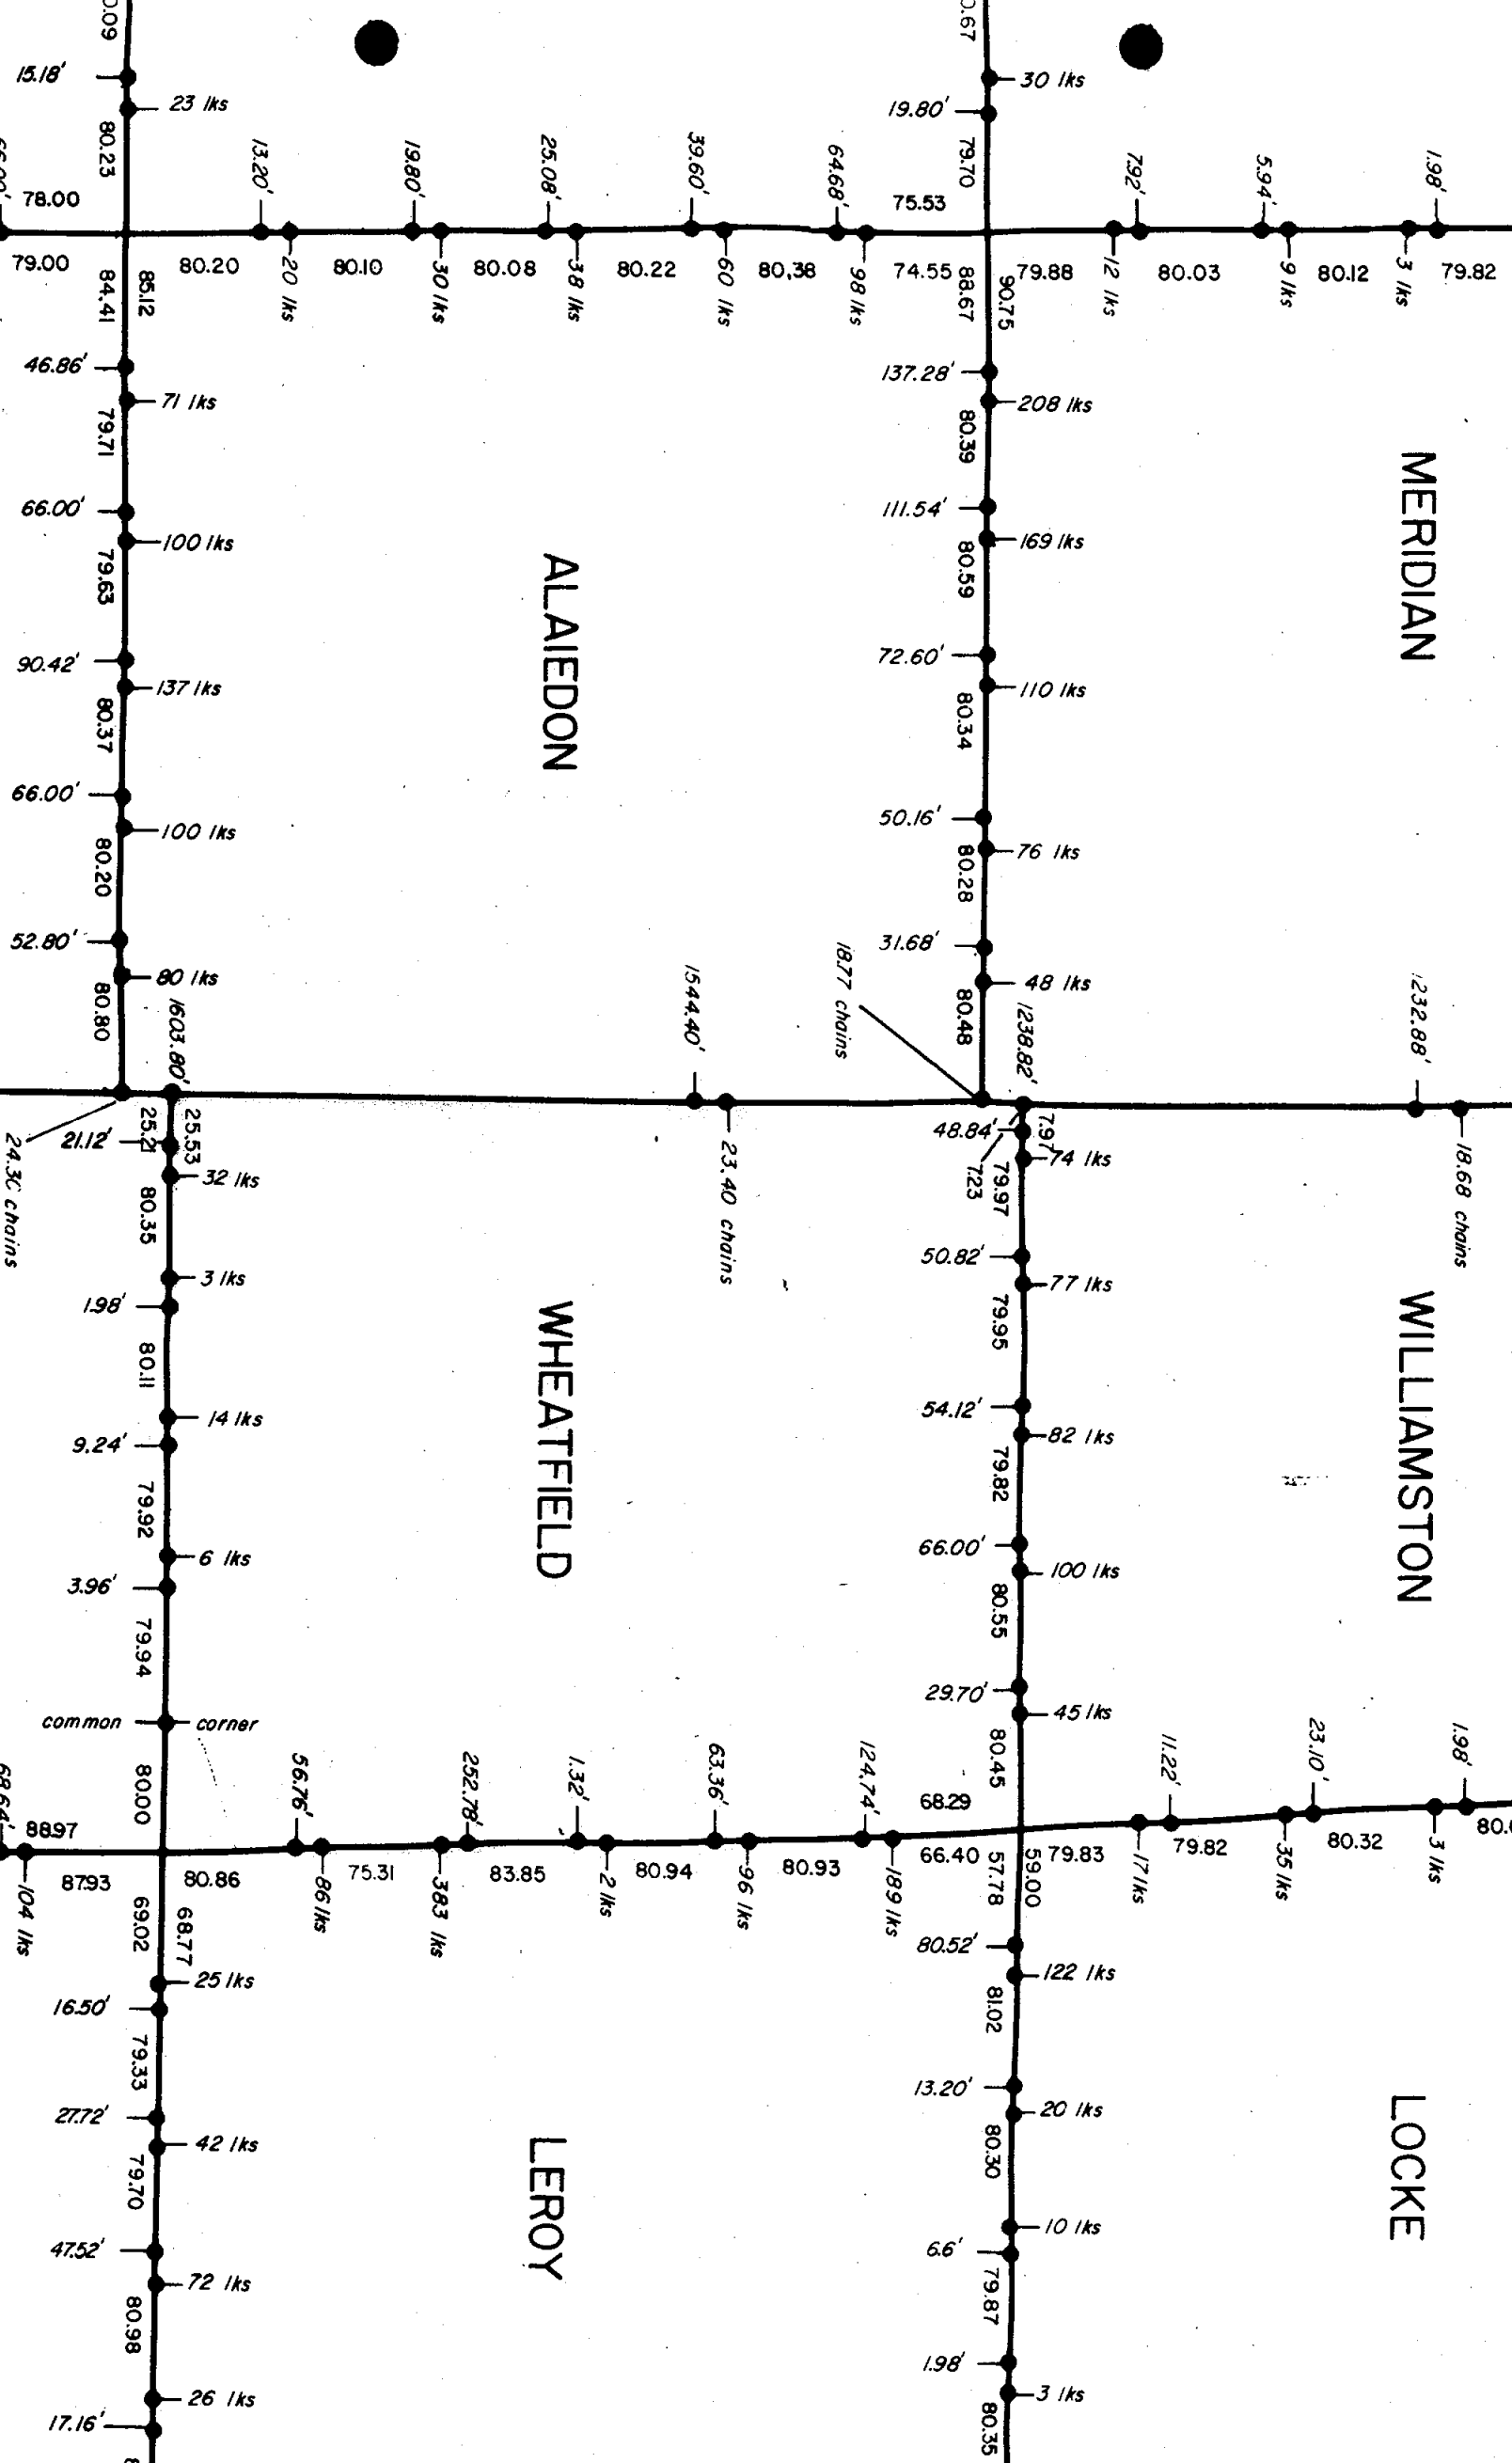 15.18'
23 lks
80.23
30 lks
19.80'
79.70
78.00
13.20'
19.80'
25.08'
39.60'
64.68'
75.53
7.92'
5.94'
1.98'
79.00
80.20
20 lks
80.10
30 lks
80.08
38 lks
80.22
60 lks
80.38
98 lks
74.55
79.88
12 lks
80.03
9 lks
80.12
3 lks
79.82
84.41
85.12
88.67
90.75
46.86'
71 lks
79.71
66.00'
100 lks
79.63
90.42'
137 lks
80.37
66.00'
100 lks
80.20
52.80'
80 lks
80.80
ALAIEDON
137.28'
208 lks
80.39
111.54'
169 lks
80.59
72.60'
110 lks
80.34
50.16'
76 lks
80.28
31.68'
48 lks
80.48
MERIDIAN
1603.80'
1544.40'
18.77 chains
1238.82'
1232.88'
24.30 chains
23.40 chains
18.68 chains
25.21
25.53
21.12'
32 lks
80.35
3 lks
1.98'
80.11
14 lks
9.24'
79.92
6 lks
3.96'
79.94
common
corner
80.00
WHEATFIELD
48.84'
7.97
74 lks
7.23
79.97
50.82'
77 lks
79.95
54.12'
82 lks
79.82
66.00'
100 lks
80.55
29.70'
45 lks
80.45
WILLIAMSTON
68.64'
88.97
56.76'
252.78'
1.32'
63.36'
124.74'
68.29
11.22'
23.10'
1.98'
104 lks
87.93
80.86
86 lks
75.31
383 lks
83.85
2 lks
80.94
96 lks
80.93
189 lks
66.40
79.83
17 lks
79.82
35 lks
80.32
3 lks
69.02
68.77
25 lks
16.50'
79.33
27.72'
42 lks
79.70
47.52'
72 lks
80.98
26 lks
17.16'
LEROY
57.78
59.00
80.52'
122 lks
81.02
13.20'
20 lks
80.30
10 lks
6.6'
79.87
1.98'
3 lks
80.35
LOCKE